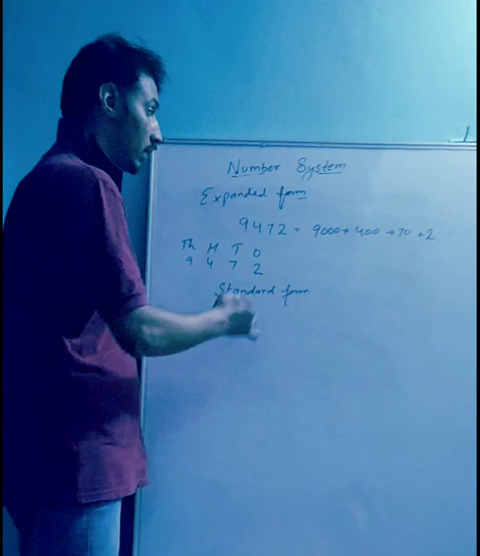 Number System
Expanded form
9472 = 9000+400+70+2
Th H T O
9 4 7 2
Standard form